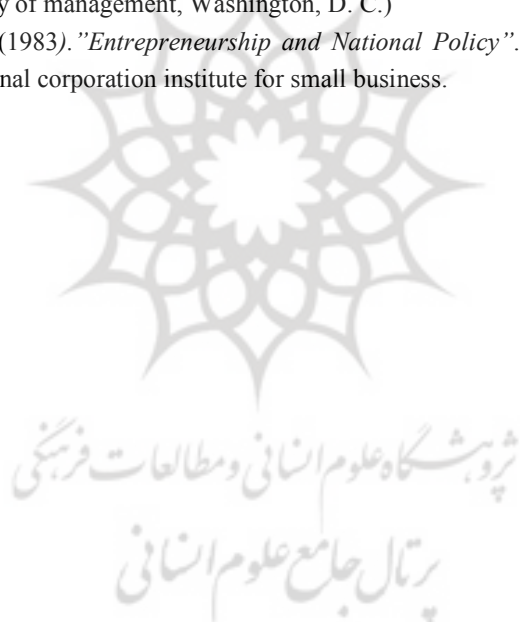 y of management, Washington, D. C.)
(1983).”Entrepreneurship and National Policy”.
nal corporation institute for small business.
پژوهشگاه علوم انسانی و مطالعات فرهنگی
پرتال جامع علوم انسانی